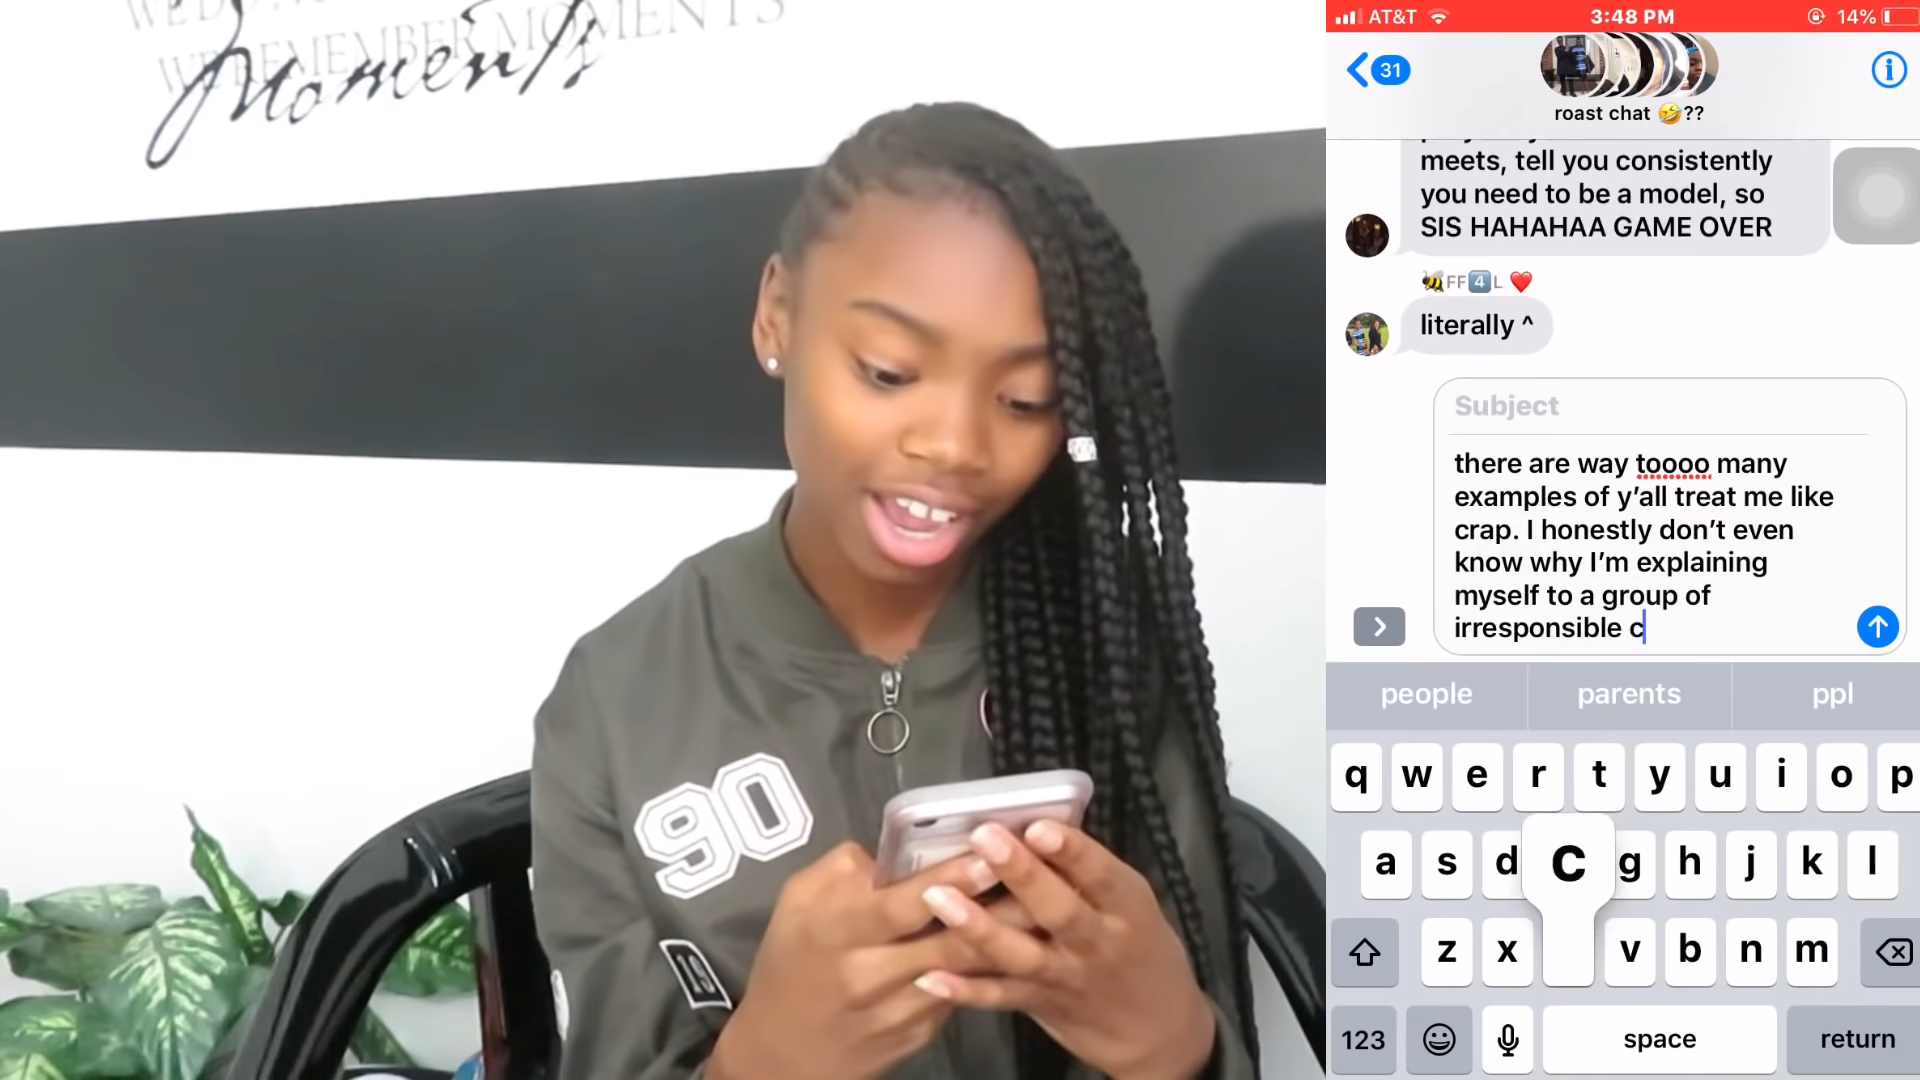 WE REMEMBER MOMENTS
Moments
90
AT&T
3:48 PM
14%
31
roast chat 🤣??
meets, tell you consistently
you need to be a model, so
SIS HAHAHAA GAME OVER
🐝FF4️⃣L ❤️
literally ^
Subject
there are way toooo many
examples of y’all treat me like
crap. I honestly don’t even
know why I’m explaining
myself to a group of
irresponsible c
people parents ppl
q w e r t y u i o p
a s d c g h j k l
z x v b n m
123 space return